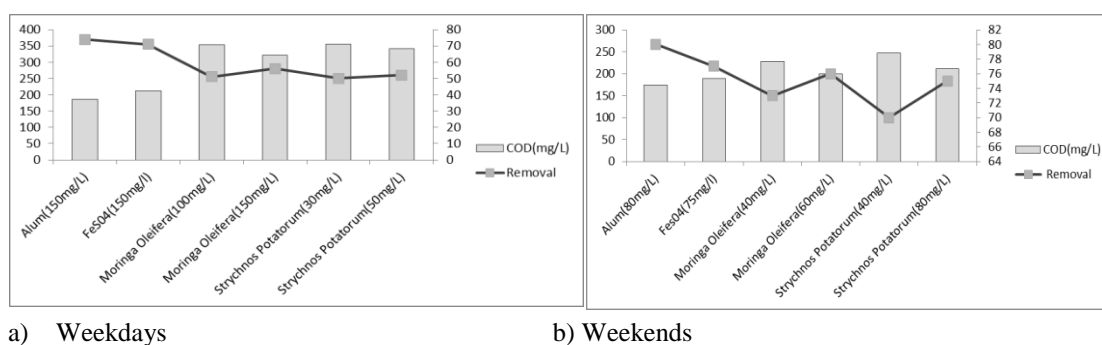 400
350
300
250
200
150
100
50
0
80
70
60
50
40
30
20
10
0
COD(mg/L)
Removal
Alum(150mg/L)
FeS04(150mg/l)
Moringa Oleifera(100mg/L)
Moringa Oleifera(150mg/L)
Strychnos Potatorum(30mg/L)
Strychnos Potatorum(50mg/L)
300
250
200
150
100
50
0
82
80
78
76
74
72
70
68
66
64
COD(mg/L)
Removal
Alum(80mg/L)
FeS04(75mg/l)
Moringa Oleifera(40mg/L)
Moringa Oleifera(60mg/L)
Strychnos Potatorum(40mg/L)
Strychnos Potatorum(80mg/L)
a) Weekdays
b) Weekends